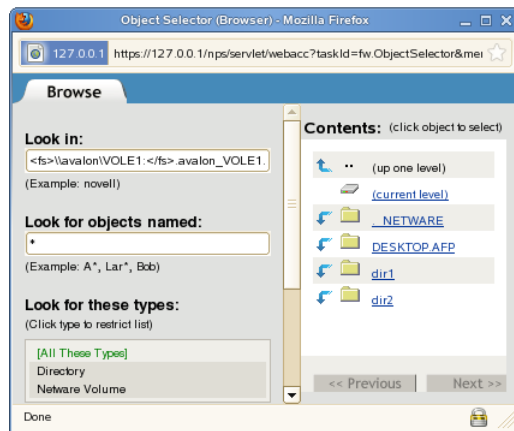 Object Selector (Browser) - Mozilla Firefox
127.0.0.1 https://127.0.0.1/nps/servlet/webacc?taskId=fw.ObjectSelector&mer
Browse
Look in:
<fs>\\avalon\VOLE1:</fs>.avalon_VOLE1.
(Example: novell)
Look for objects named:
*
(Example: A*, Lar*, Bob)
Look for these types:
(Click type to restrict list)
[All These Types]
Directory
Netware Volume
Contents: (click object to select)
.. (up one level)
(current level)
._NETWARE
DESKTOP.AFP
dir1
dir2
<< Previous Next >>
Done